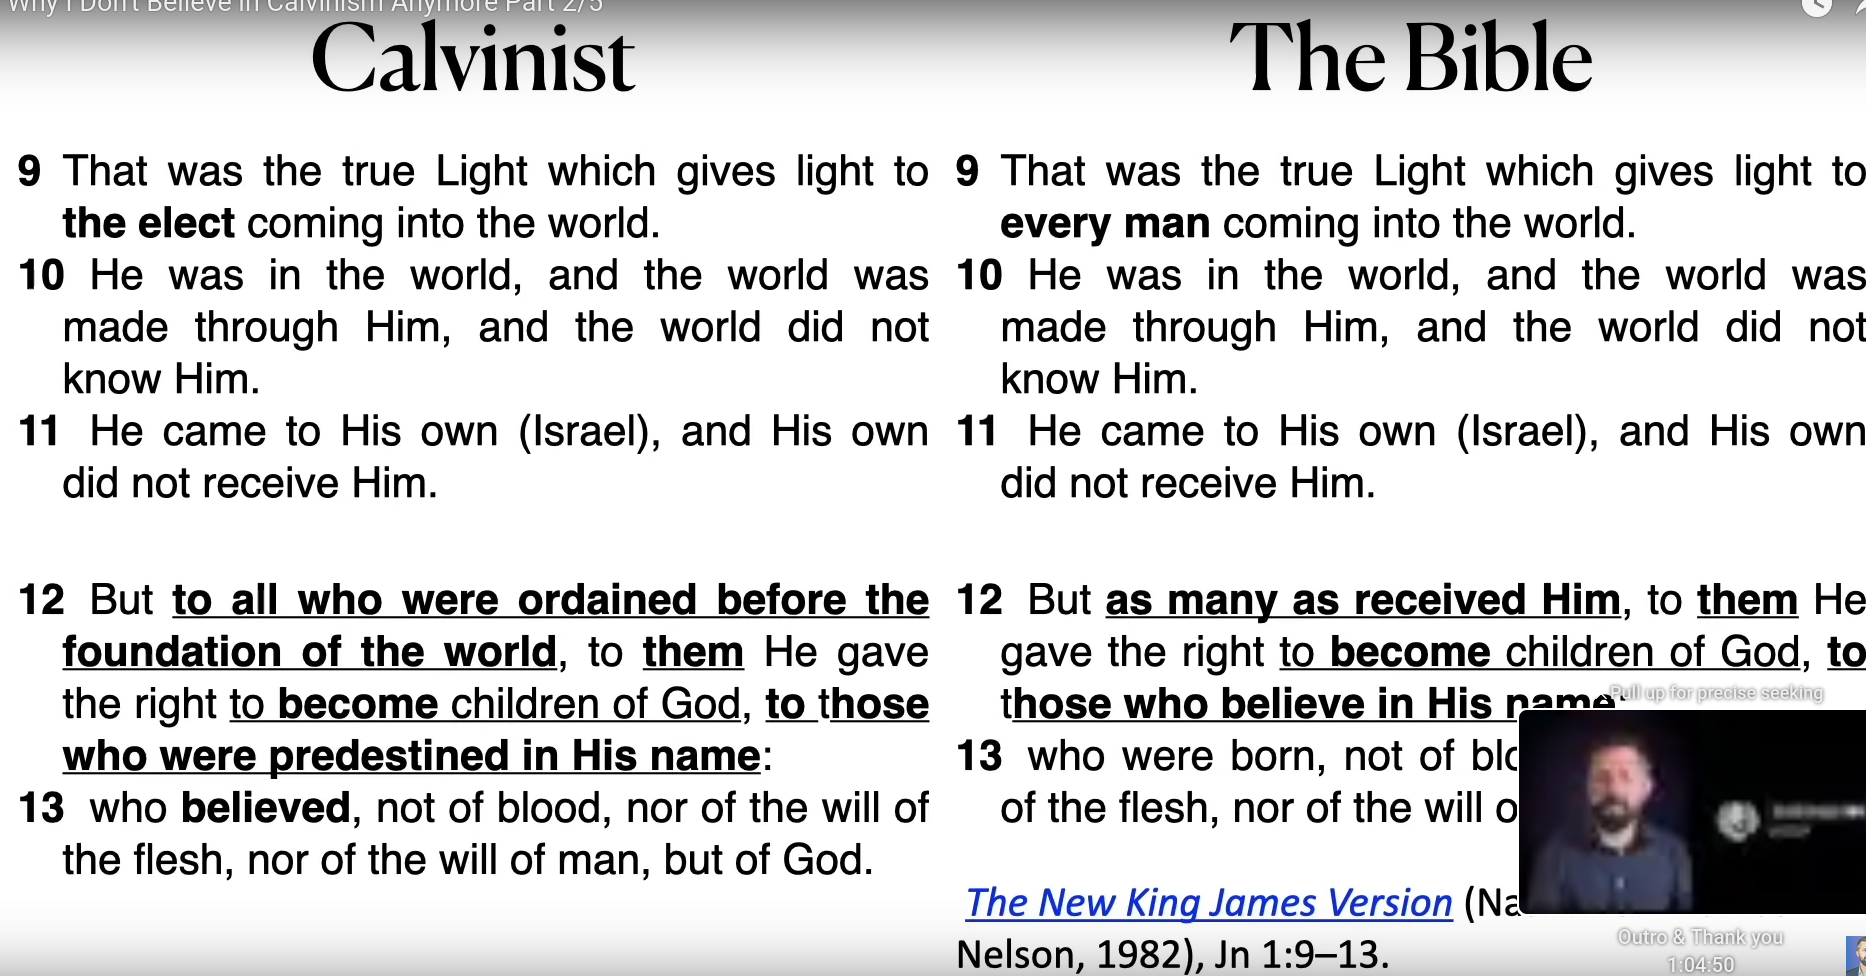 Why I Don't Believe in Calvinism Anymore Part 2/5
Calvinist
9 That was the true Light which gives light to
the elect coming into the world.
10 He was in the world, and the world was
made through Him, and the world did not
know Him.
11 He came to His own (Israel), and His own
did not receive Him.
12 But to all who were ordained before the
foundation of the world, to them He gave
the right to become children of God, to those
who were predestined in His name:
13 who believed, not of blood, nor of the will of
the flesh, nor of the will of man, but of God.
The Bible
9 That was the true Light which gives light to
every man coming into the world.
10 He was in the world, and the world was
made through Him, and the world did not
know Him.
11 He came to His own (Israel), and His own
did not receive Him.
12 But as many as received Him, to them He
gave the right to become children of God, to
those who believe in His name:
13 who were born, not of blo
of the flesh, nor of the will o
The New King James Version (Na
Nelson, 1982), Jn 1:9–13.
Pull up for precise seeking
Outro & Thank you
1:04:50